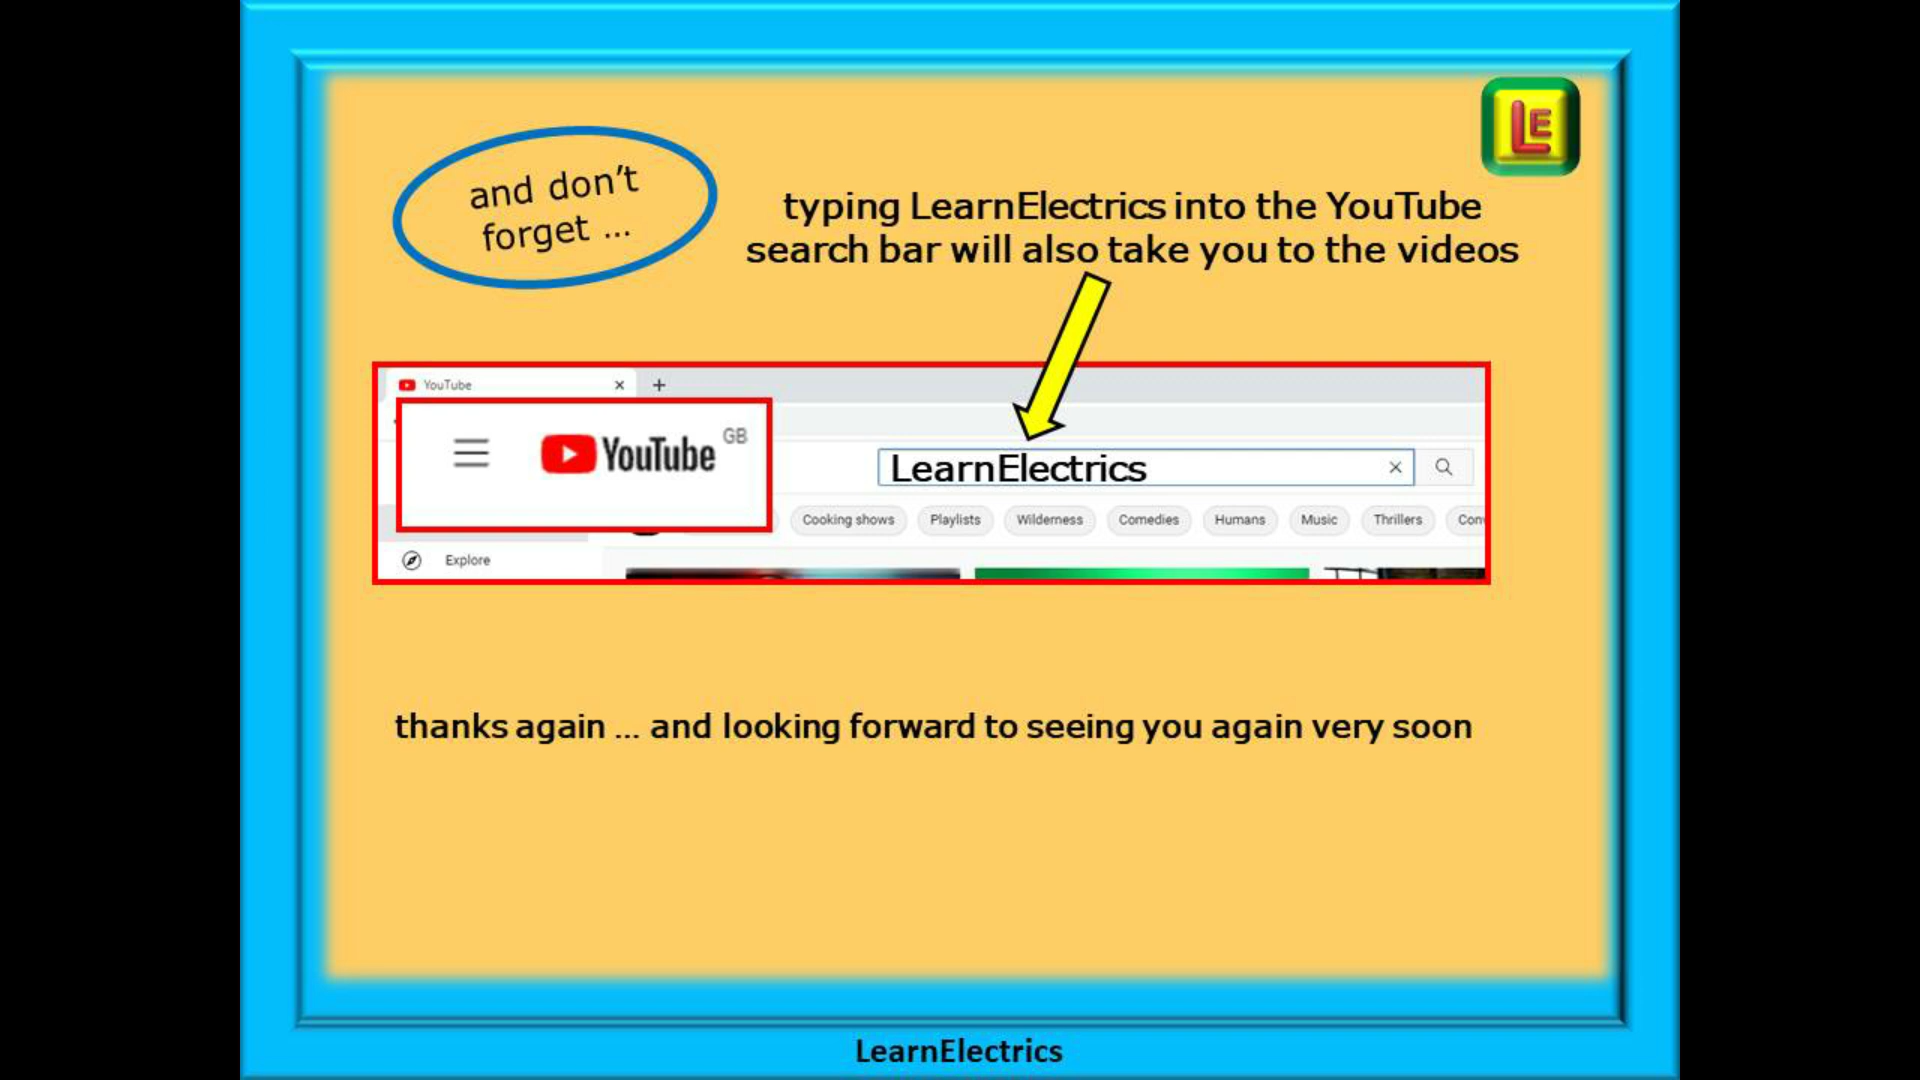 LE
and don't
forget ...
typing LearnElectrics into the YouTube
search bar will also take you to the videos
YouTube
YouTube GB
LearnElectrics
Cooking shows Playlists Wilderness Comedies Humans Music Thrillers
Explore
thanks again ... and looking forward to seeing you again very soon
LearnElectrics